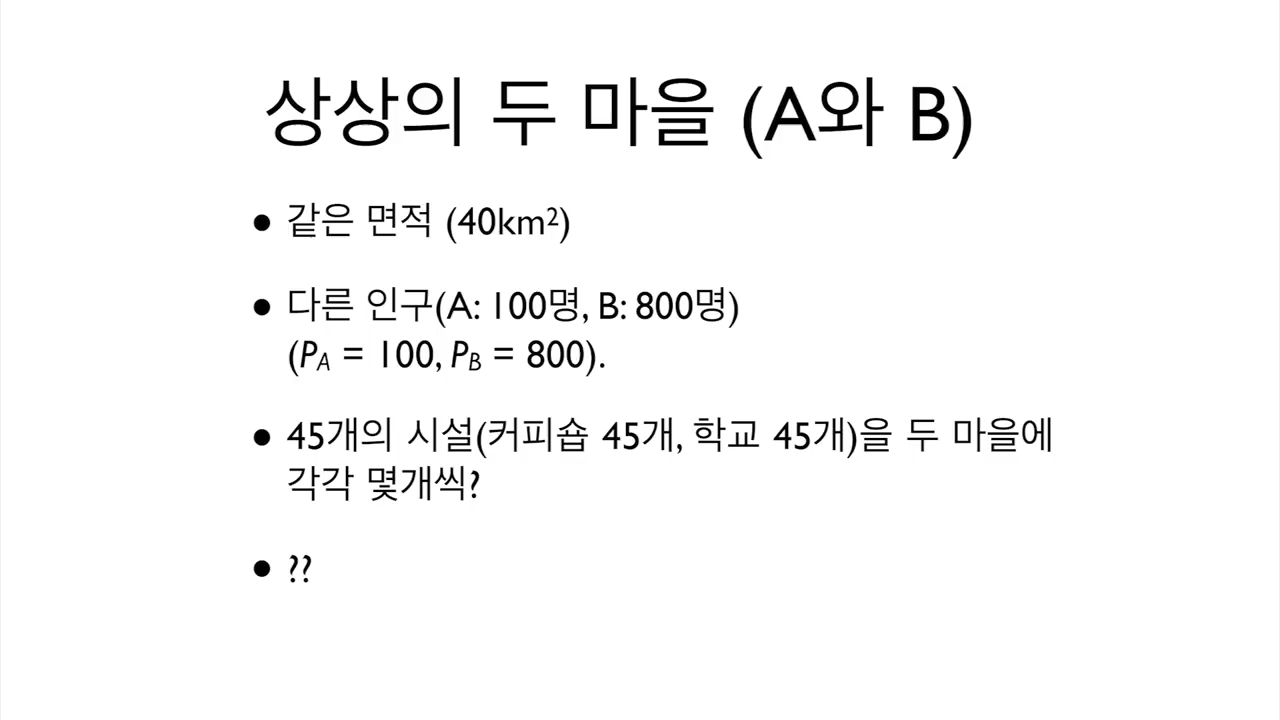 상상의 두 마을 (A와 B)
• 같은 면적 (40km²)
• 다른 인구(A: 100명, B: 800명)
(P_A = 100, P_B = 800).
• 45개의 시설(커피숍 45개, 학교 45개)을 두 마을에
각각 몇개씩?
• ??